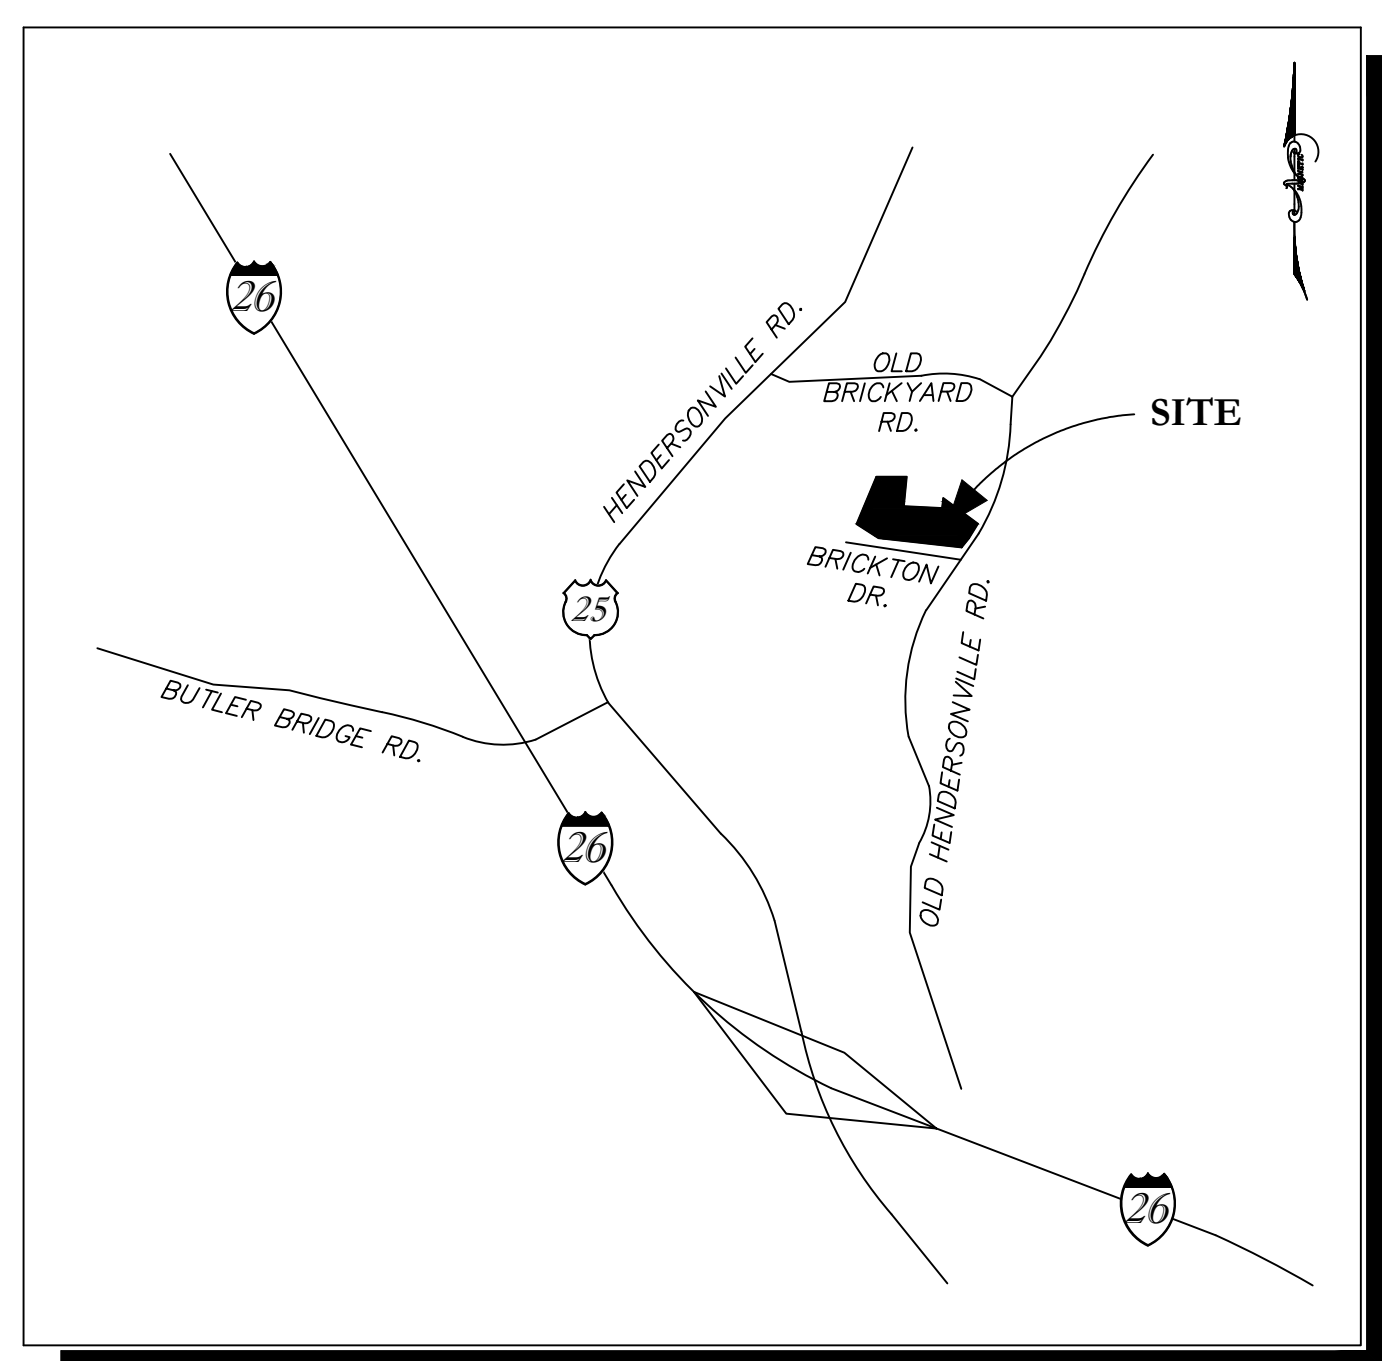 26
HENDERSONVILLE RD.
OLD
BRICKYARD
RD.
SITE
BRICKTON
DR.
25
OLD HENDERSONVILLE RD.
BUTLER BRIDGE RD.
26
26